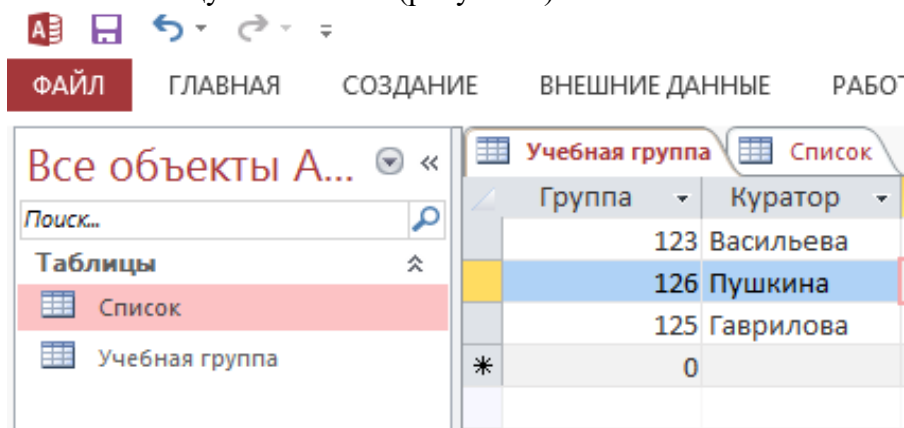 ФАЙЛ ГЛАВНАЯ СОЗДАНИЕ ВНЕШНИЕ ДАННЫЕ РАБОТ
Все объекты A...
Поиск...
Таблицы
Список
Учебная группа
Учебная группа Список
Группа Куратор
123 Васильева
126 Пушкина
125 Гаврилова
0